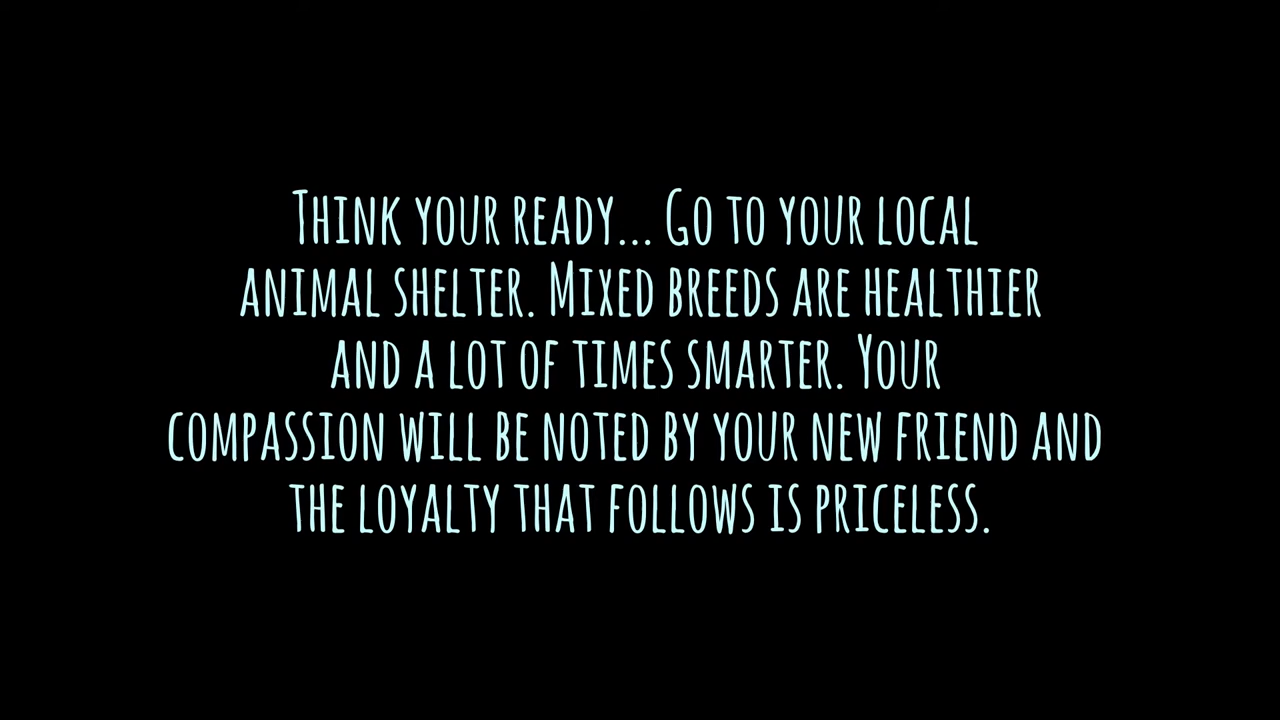 Think your ready... Go to your local
animal shelter. Mixed breeds are healthier
and a lot of times smarter. Your
compassion will be noted by your new friend and
the loyalty that follows is priceless.